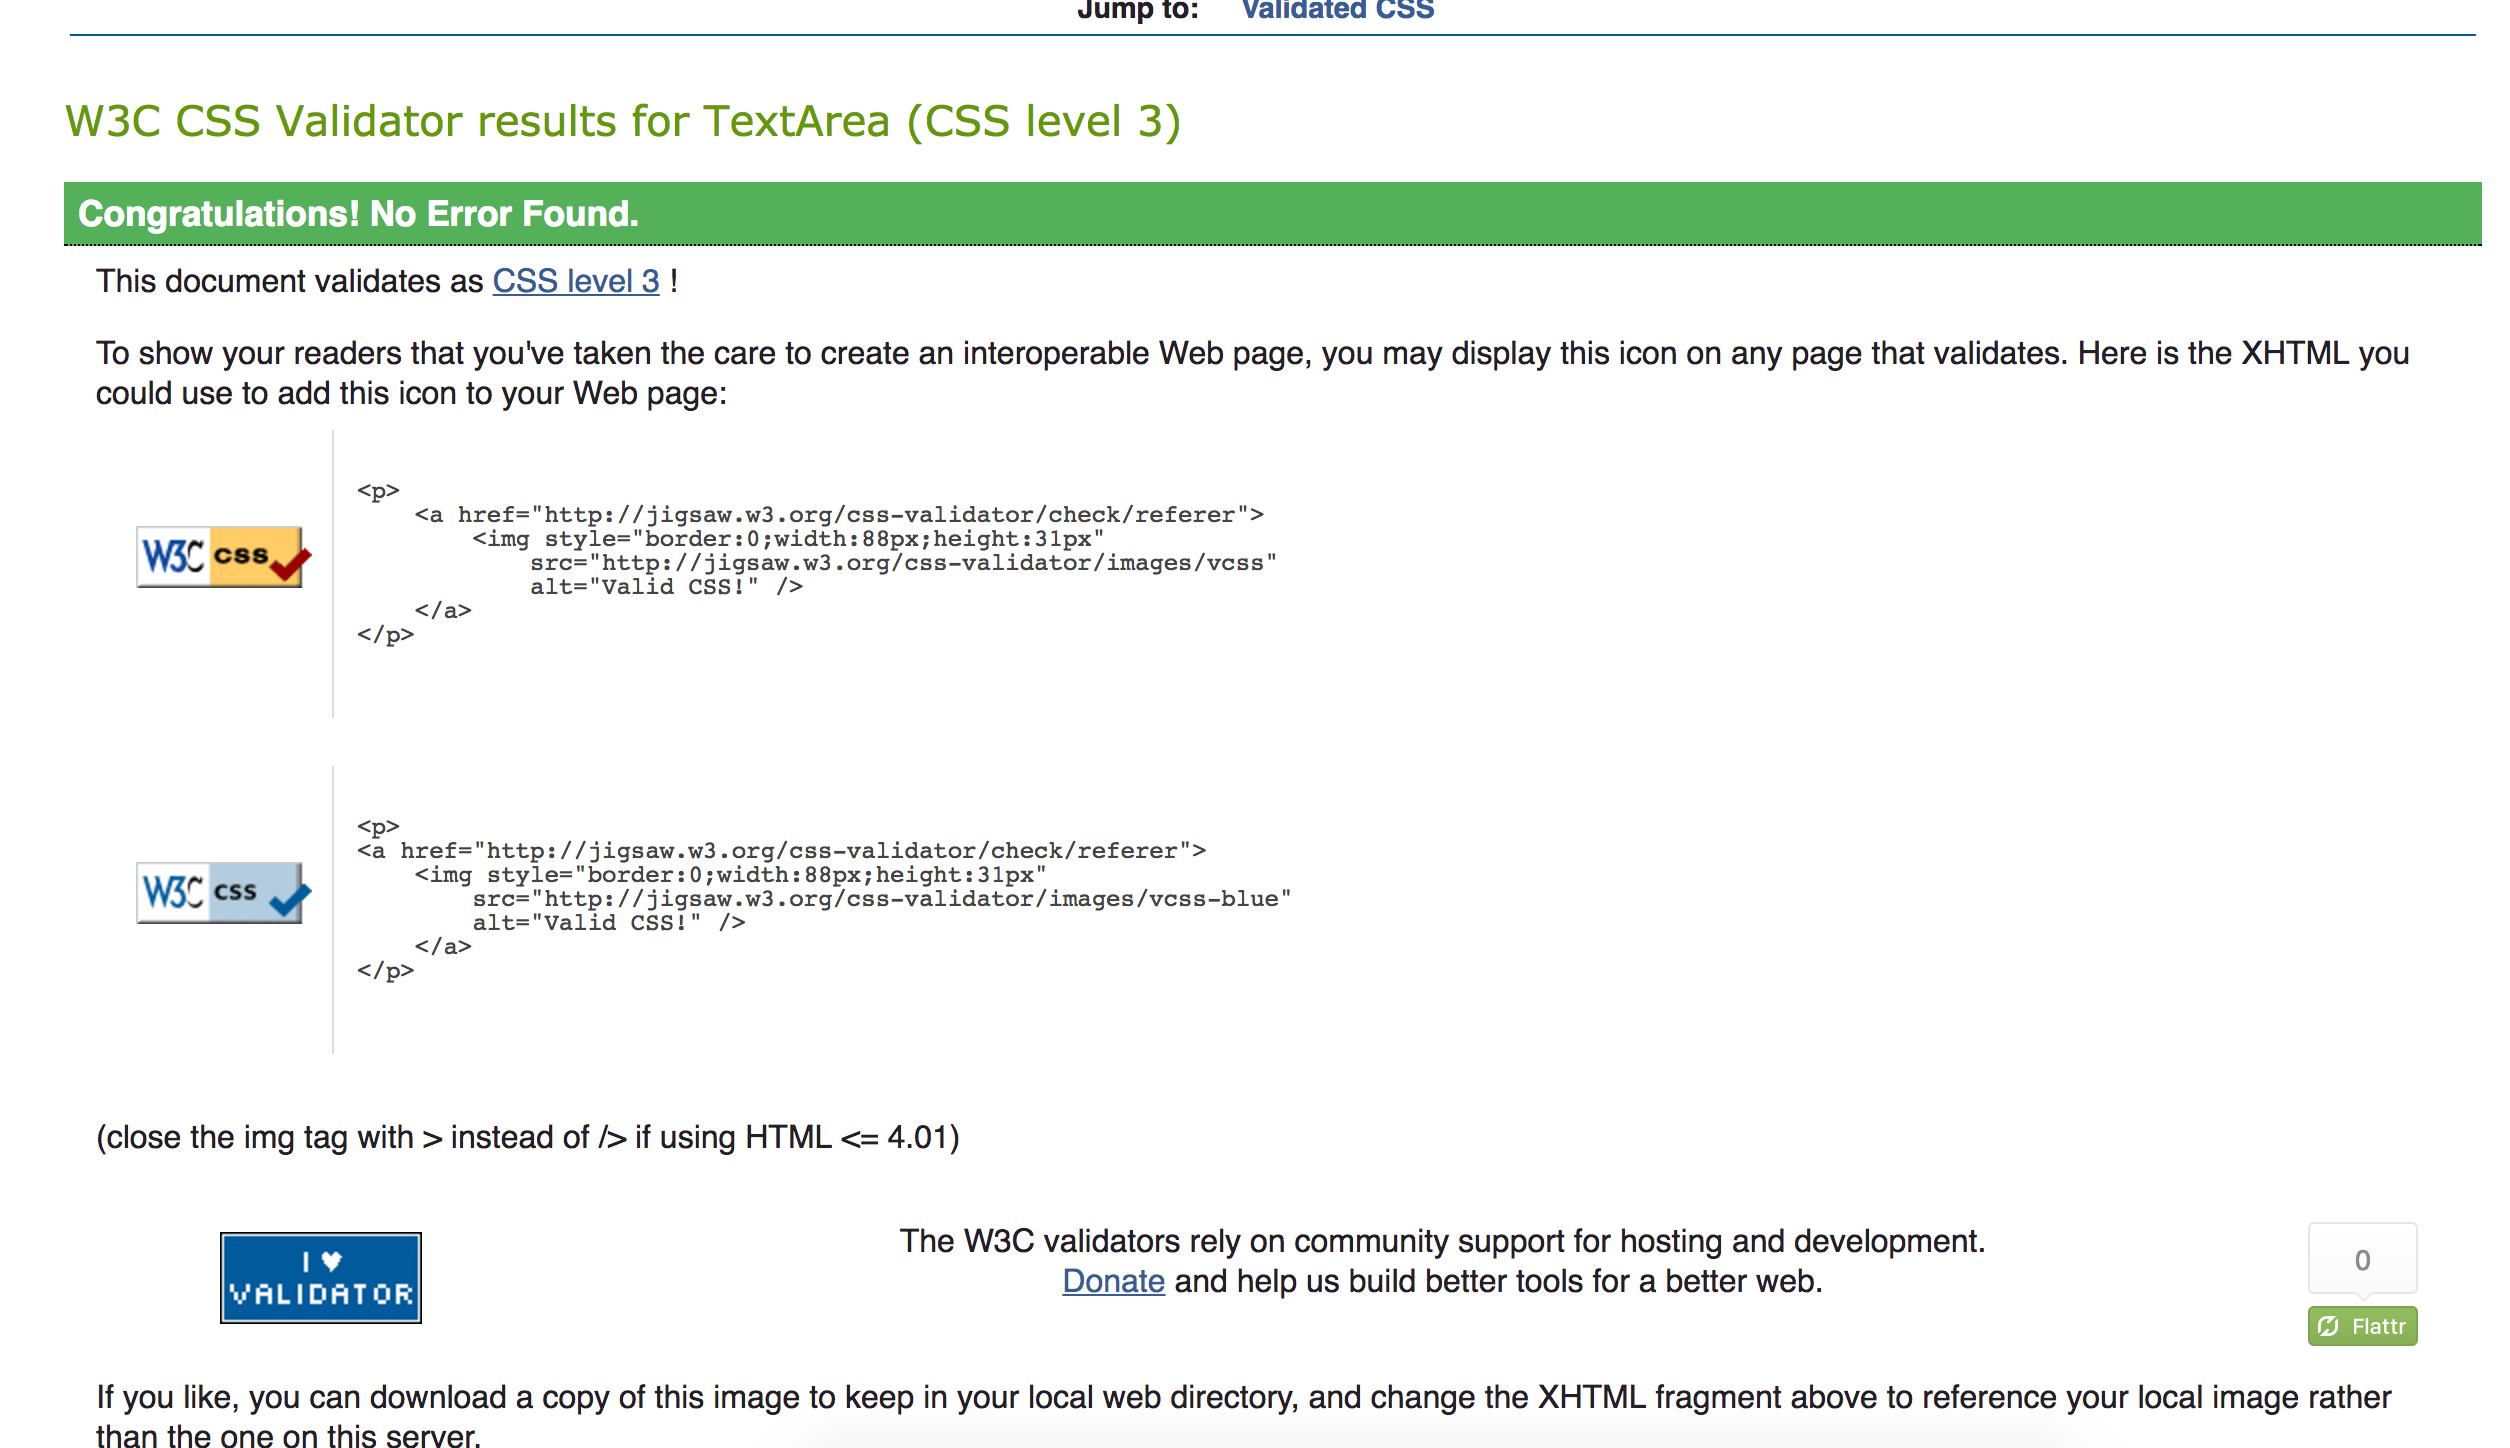 Jump to: Validated CSS
W3C CSS Validator results for TextArea (CSS level 3)
Congratulations! No Error Found.
This document validates as CSS level 3 !
To show your readers that you've taken the care to create an interoperable Web page, you may display this icon on any page that validates. Here is the XHTML you
could use to add this icon to your Web page:
W3C css
<p>
    <a href="http://jigsaw.w3.org/css-validator/check/referer">
        <img style="border:0;width:88px;height:31px"
            src="http://jigsaw.w3.org/css-validator/images/vcss"
            alt="Valid CSS!" />
    </a>
</p>
W3C css
<p>
<a href="http://jigsaw.w3.org/css-validator/check/referer">
    <img style="border:0;width:88px;height:31px"
        src="http://jigsaw.w3.org/css-validator/images/vcss-blue"
        alt="Valid CSS!" />
    </a>
</p>
(close the img tag with > instead of /> if using HTML <= 4.01)
I ♥
VALIDATOR
The W3C validators rely on community support for hosting and development.
Donate and help us build better tools for a better web.
0
Flattr
If you like, you can download a copy of this image to keep in your local web directory, and change the XHTML fragment above to reference your local image rather
than the one on this server.